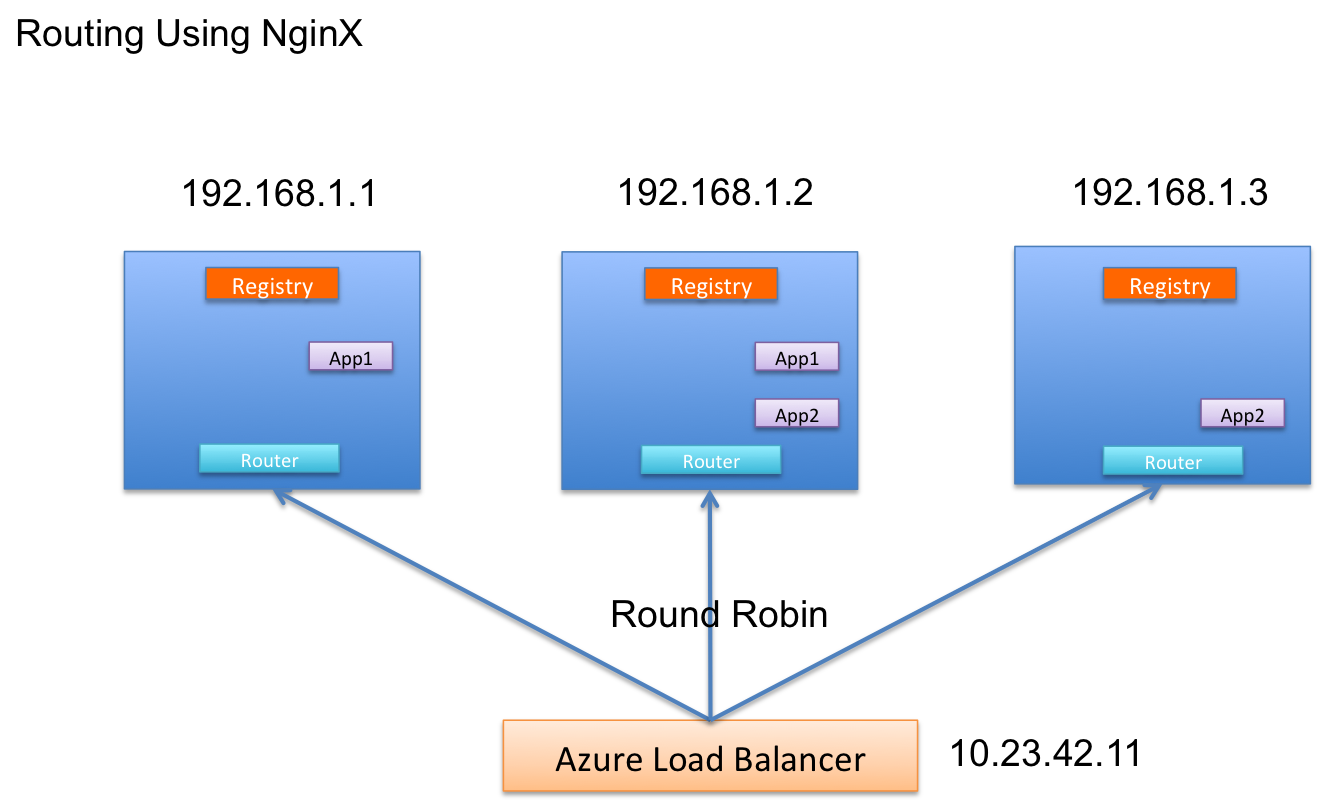 Routing Using NginX
192.168.1.1
192.168.1.2
192.168.1.3
Registry
Registry
Registry
App1
App1
App2
App2
Router
Router
Router
Round Robin
Azure Load Balancer
10.23.42.11